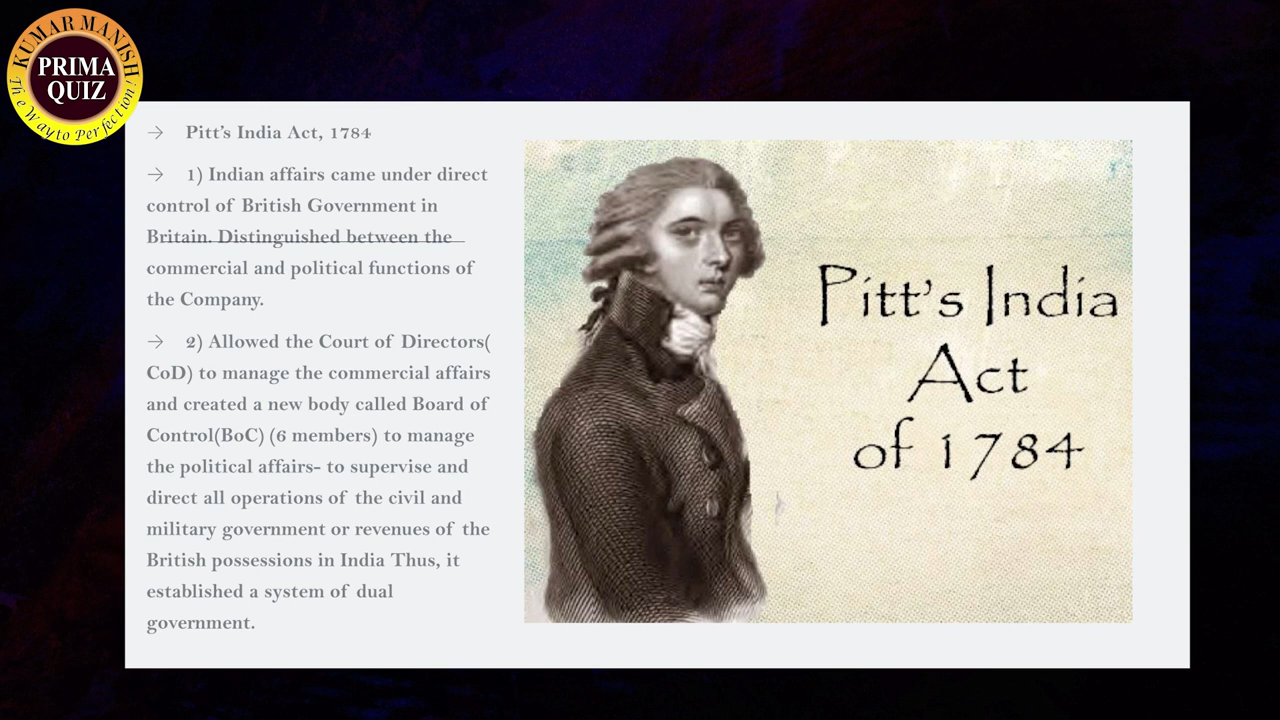 KUMAR MANISH
PRIMA
QUIZ
The Way to Perfection!
→ Pitt's India Act, 1784
→ 1) Indian affairs came under direct
control of British Government in
Britain. Distinguished between the
commercial and political functions of
the Company.
→ 2) Allowed the Court of Directors(
CoD) to manage the commercial affairs
and created a new body called Board of
Control(BoC) (6 members) to manage
the political affairs- to supervise and
direct all operations of the civil and
military government or revenues of the
British possessions in India Thus, it
established a system of dual
government.
Pitt's India
Act
of 1784